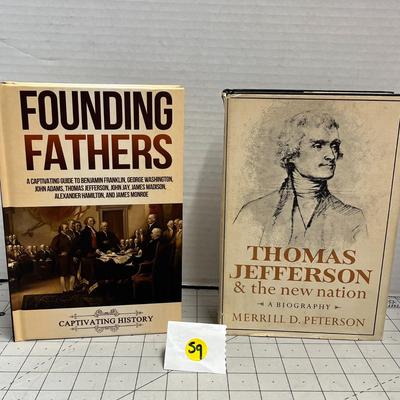 FOUNDING
FATHERS
A CAPTIVATING GUIDE TO BENJAMIN FRANKLIN, GEORGE WASHINGTON,
JOHN ADAMS, THOMAS JEFFERSON, JOHN JAY, JAMES MADISON,
ALEXANDER HAMILTON, AND JAMES MONROE
CAPTIVATING HISTORY
THOMAS
JEFFERSON
& the new nation
A BIOGRAPHY
MERRILL D. PETERSON
59